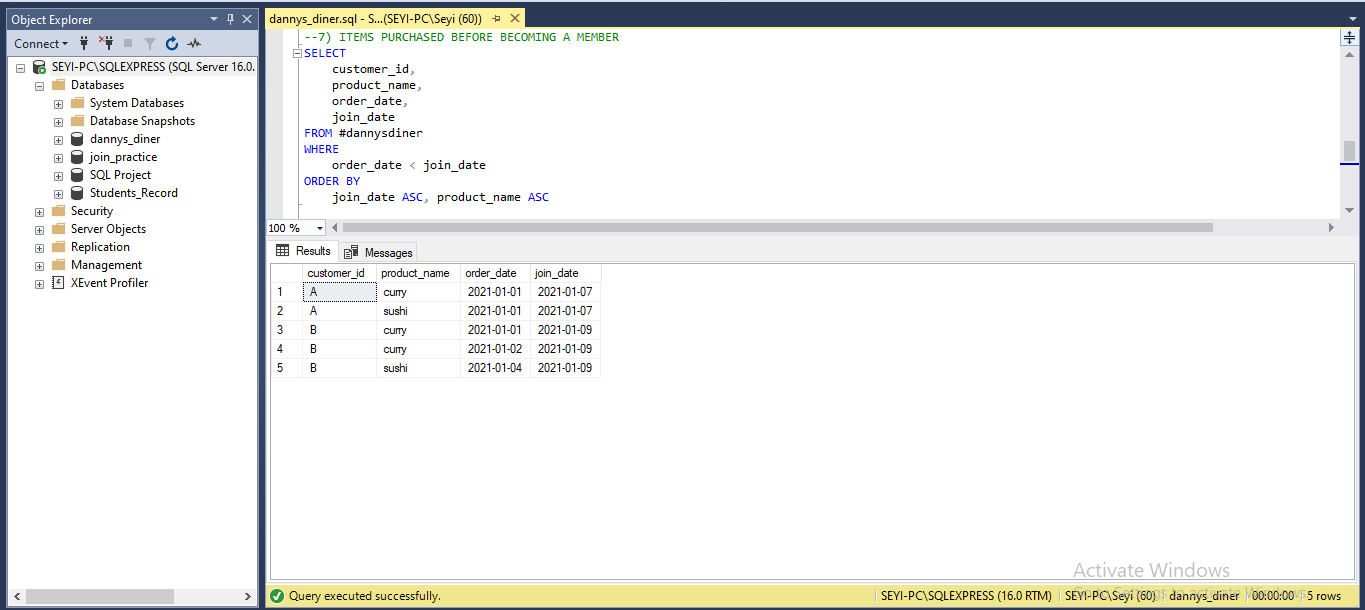 Object Explorer
Connect
SEYI-PC\SQLEXPRESS (SQL Server 16.0.
Databases
System Databases
Database Snapshots
dannys_diner
join_practice
SQL Project
Students_Record
Security
Server Objects
Replication
Management
XEvent Profiler
dannys_diner.sql - S...(SEYI-PC\Seyi (60))
--7) ITEMS PURCHASED BEFORE BECOMING A MEMBER
SELECT
customer_id,
product_name,
order_date,
join_date
FROM #dannysdiner
WHERE
order_date < join_date
ORDER BY
join_date ASC, product_name ASC
100 %
Results Messages
customer_id product_name order_date join_date
1 A curry 2021-01-01 2021-01-07
2 A sushi 2021-01-01 2021-01-07
3 B curry 2021-01-01 2021-01-09
4 B curry 2021-01-02 2021-01-09
5 B sushi 2021-01-04 2021-01-09
Activate Windows
Go to Settings to activate Windows.
Query executed successfully. SEYI-PC\SQLEXPRESS (16.0 RTM) SEYI-PC\Seyi (60) dannys_diner 00:00:00 5 rows